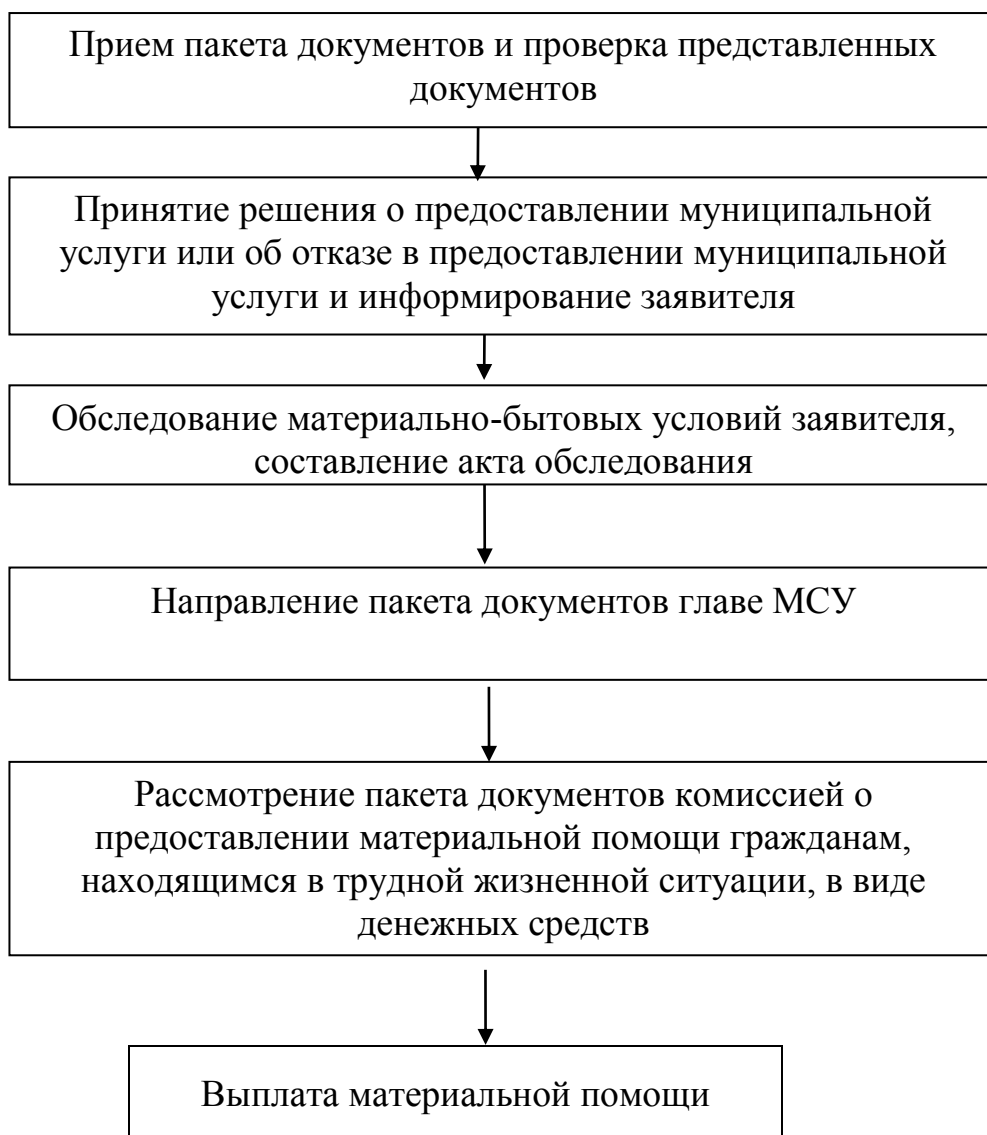 Прием пакета документов и проверка представленных
документов
Принятие решения о предоставлении муниципальной
услуги или об отказе в предоставлении муниципальной
услуги и информирование заявителя
Обследование материально-бытовых условий заявителя,
составление акта обследования
Направление пакета документов главе МСУ
Рассмотрение пакета документов комиссией о
предоставлении материальной помощи гражданам,
находящимся в трудной жизненной ситуации, в виде
денежных средств
Выплата материальной помощи